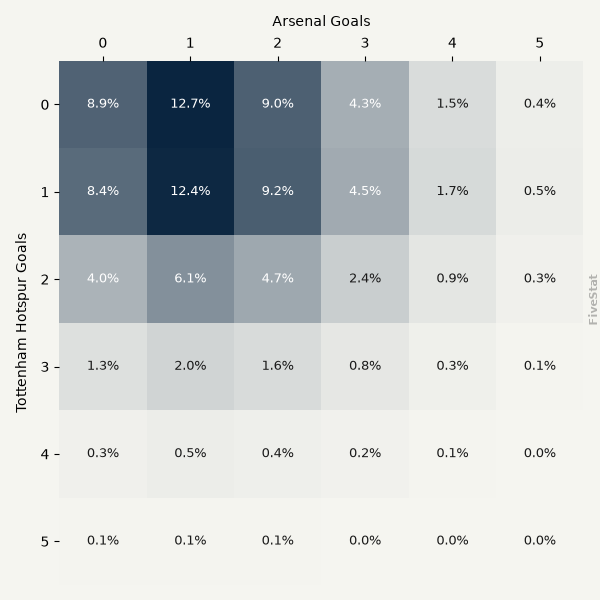 Arsenal Goals
0 1 2 3 4 5
0 8.9% 12.7% 9.0% 4.3% 1.5% 0.4%
1 8.4% 12.4% 9.2% 4.5% 1.7% 0.5%
2 4.0% 6.1% 4.7% 2.4% 0.9% 0.3%
3 1.3% 2.0% 1.6% 0.8% 0.3% 0.1%
4 0.3% 0.5% 0.4% 0.2% 0.1% 0.0%
5 0.1% 0.1% 0.1% 0.0% 0.0% 0.0%
Tottenham Hotspur Goals
FiveStat